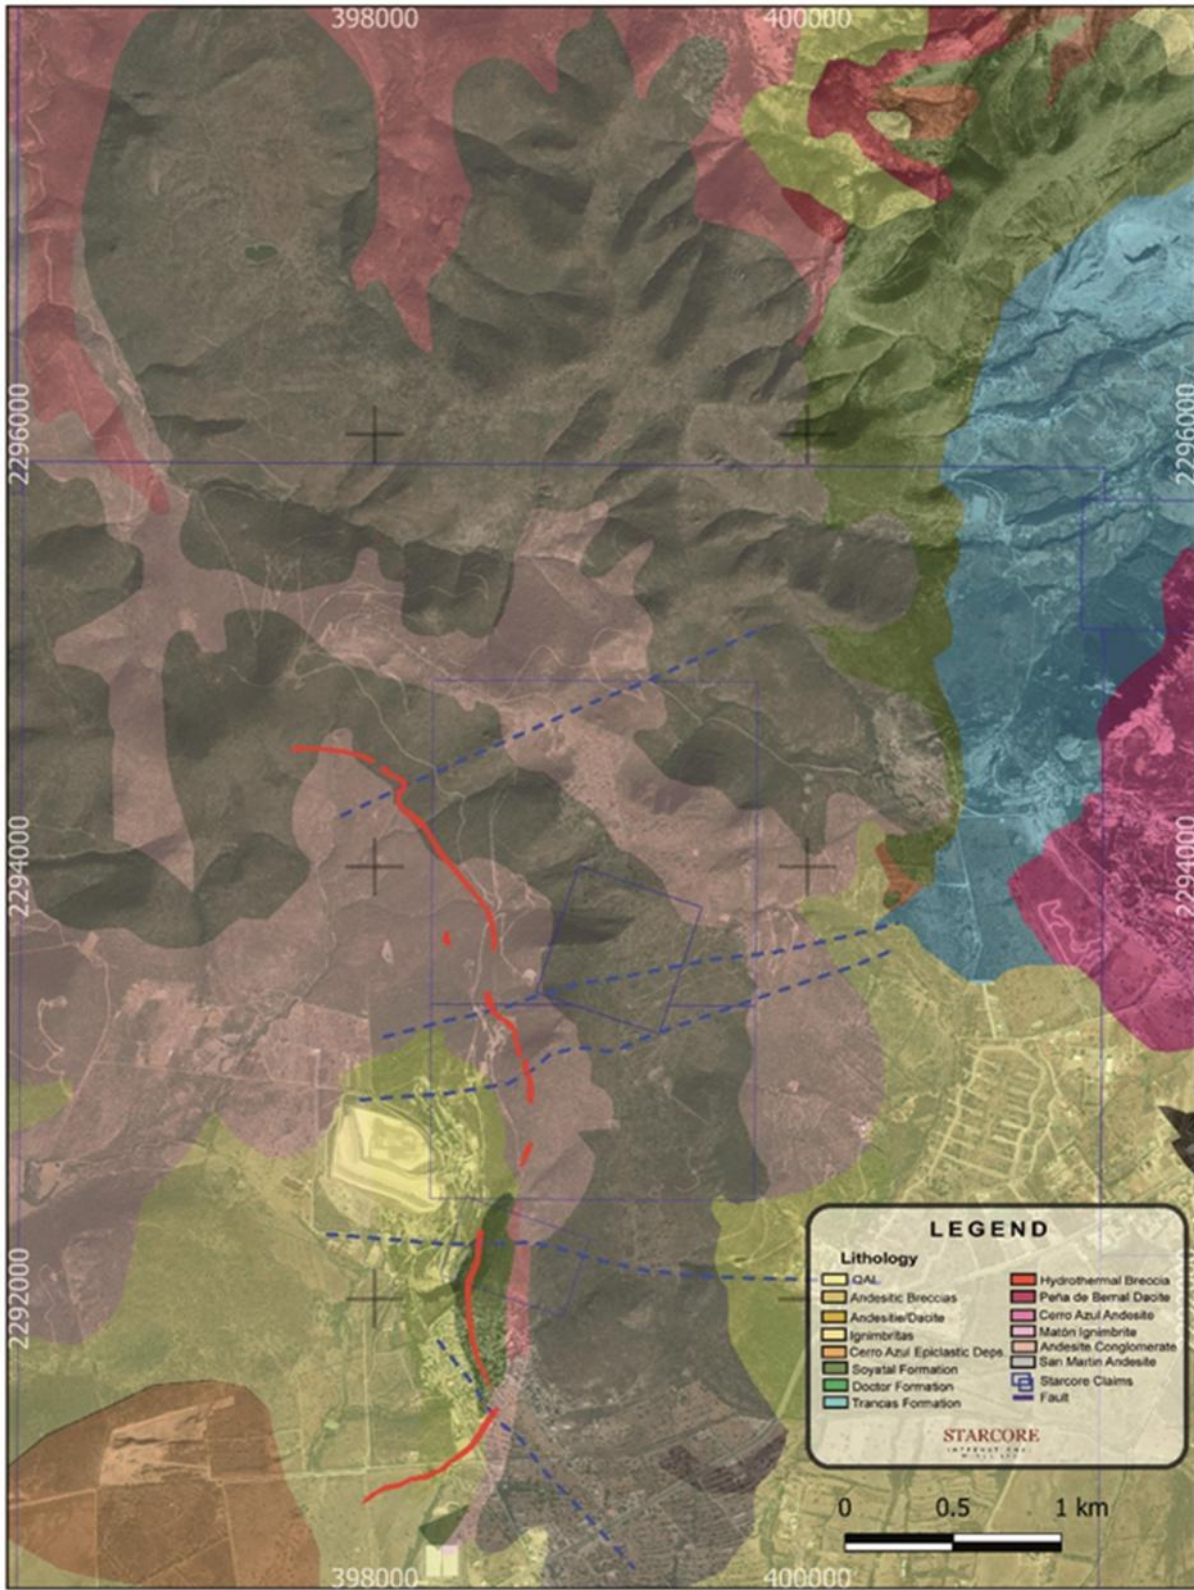 398000 400000
2296000 2296000
2294000 2294000
2292000
LEGEND
Lithology
QAL
Andesitic Breccias
Andesitie/Dacite
Ignimbritas
Cerro Azul Epiclastic Deps.
Soyatal Formation
Doctor Formation
Trancas Formation
Hydrothermal Breccia
Peña de Bernal Dacite
Cerro Azul Andesite
Matón Ignimbrite
Andesite Conglomerate
San Martin Andesite
Starcore Claims
Fault
STARCORE
0 0.5 1 km
398000 400000